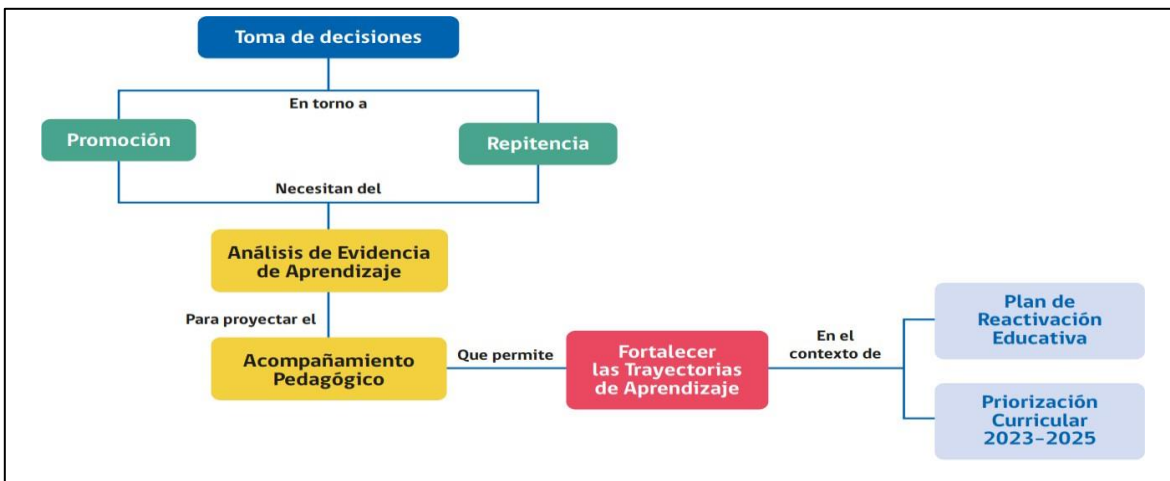 Toma de decisiones
En torno a
Promoción
Repitencia
Necesitan del
Análisis de Evidencia
de Aprendizaje
Para proyectar el
Acompañamiento
Pedagógico
Que permite
Fortalecer
las Trayectorias
de Aprendizaje
En el
contexto de
Plan de
Reactivación
Educativa
Priorización
Curricular
2023–2025